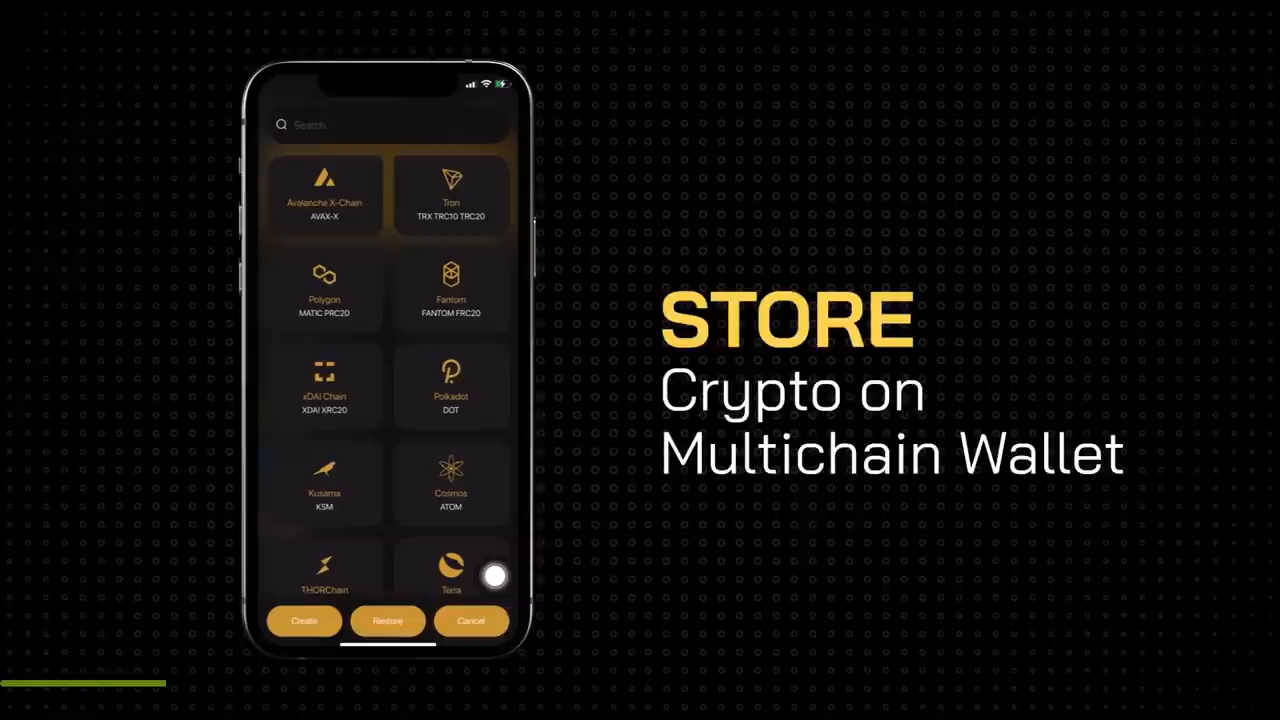 Search
Avalanche X-Chain
AVAX-X
Tron
TRX TRC10 TRC20
Polygon
MATIC PRC20
Fantom
FANTOM FRC20
xDAI Chain
XDAI XRC20
Polkadot
DOT
Kusama
KSM
Cosmos
ATOM
THORChain
Terra
Create
Restore
Cancel
STORE
Crypto on
Multichain Wallet